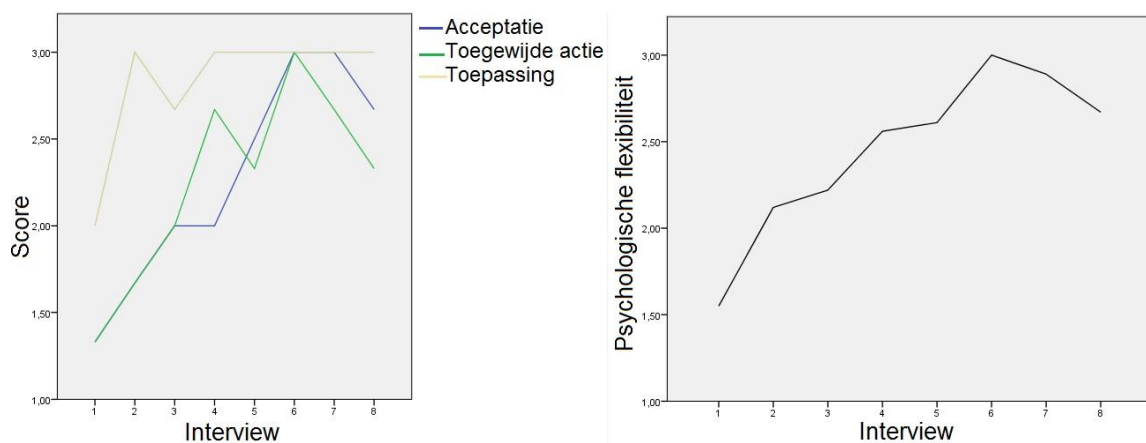 3,00
2,50
2,00
1,50
1,00
Score
1 2 3 4 5 6 7 8
Interview
Acceptatie
Toegewijde actie
Toepassing
3,00
2,50
2,00
1,50
1,00
Psychologische flexibiliteit
1 2 3 4 5 6 7 8
Interview